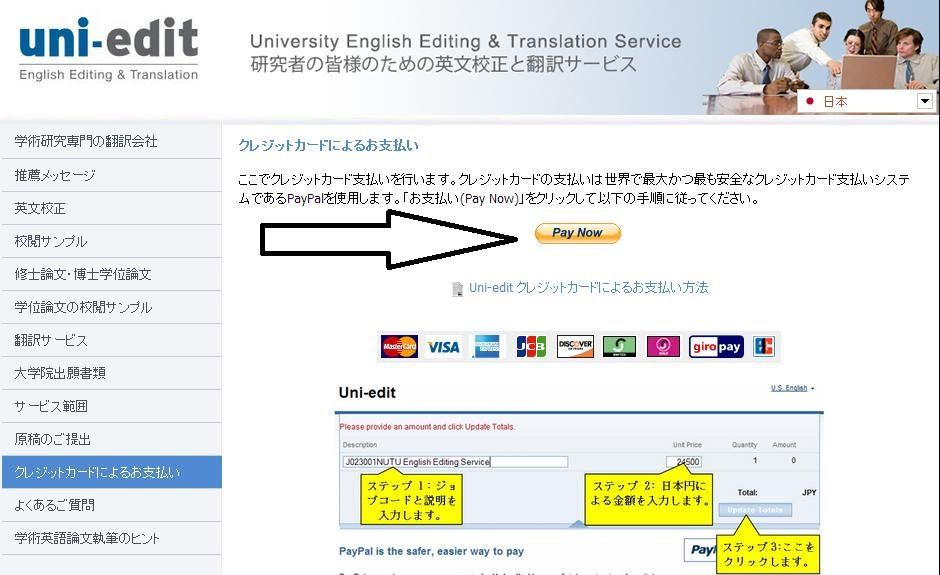 uni-edit
English Editing & Translation
University English Editing & Translation Service
研究者の皆様のための英文校正と翻訳サービス
日本
学術研究専門の翻訳会社
推薦メッセージ
英文校正
校閲サンプル
修士論文・博士学位論文
学位論文の校閲サンプル
翻訳サービス
大学院出願書類
サービス範囲
原稿のご提出
クレジットカードによるお支払い
よくあるご質問
学術英語論文執筆のヒント
クレジットカードによるお支払い
ここでクレジットカード支払いを行います。クレジットカードの支払いは世界で最大かつ最も安全なクレジットカード支払いシステ
ムであるPayPalを使用します。「お支払い(Pay Now)」をクリックして以下の手順に従ってください。
Pay Now
Uni-edit クレジットカードによるお支払い方法
MasterCard VISA JCB DISCOVER giropay
Uni-edit
U.S. English
Please provide an amount and click Update Totals.
Description Unit Price Quantity Amount
J023001NUTU English Editing Service 24500 1 0
ステップ 1：ジョ
ブコードと説明を
入力します。
ステップ 2：日本円に
よる金額を入力します。
Total: JPY
Update Totals
ステップ3：ここを
クリックします。
PayPal is the safer, easier way to pay